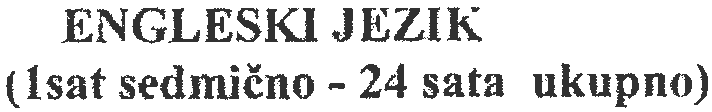 ENGLESKI JEZIK
(1sat sedmično - 24 sata ukupno)